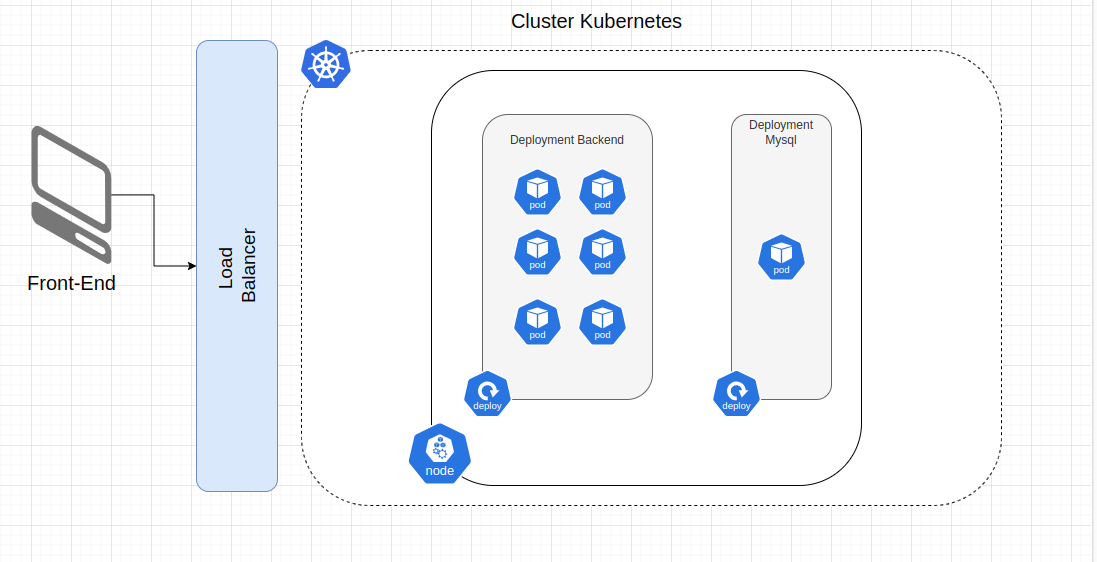 Cluster Kubernetes
Front-End
Load
Balancer
Deployment Backend
pod
pod
pod
pod
pod
pod
deploy
Deployment
Mysql
pod
deploy
node